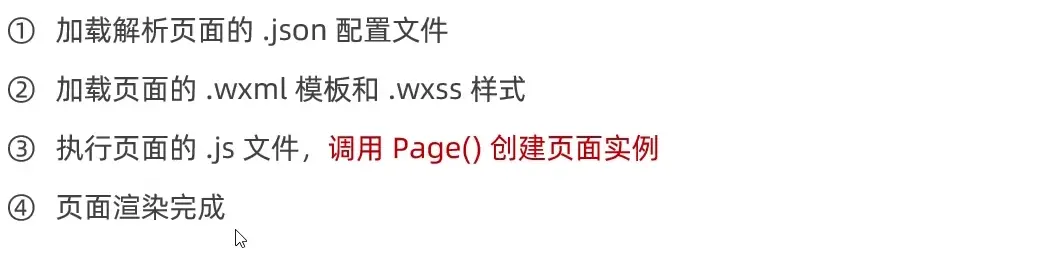 ① 加载解析页面的 .json 配置文件
② 加载页面的 .wxml 模板和 .wxss 样式
③ 执行页面的 .js 文件，调用 Page() 创建页面实例
④ 页面渲染完成